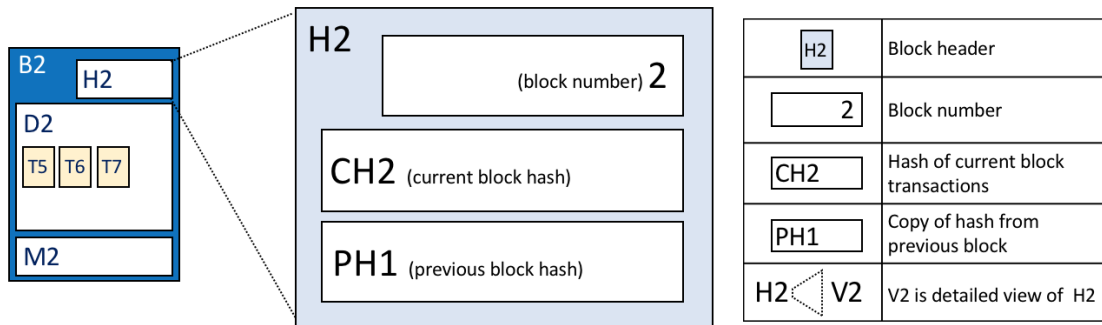 B2
H2
D2
T5 T6 T7
M2
H2
(block number) 2
CH2 (current block hash)
PH1 (previous block hash)
H2 Block header
2 Block number
CH2 Hash of current block
transactions
PH1 Copy of hash from
previous block
H2 V2 V2 is detailed view of H2